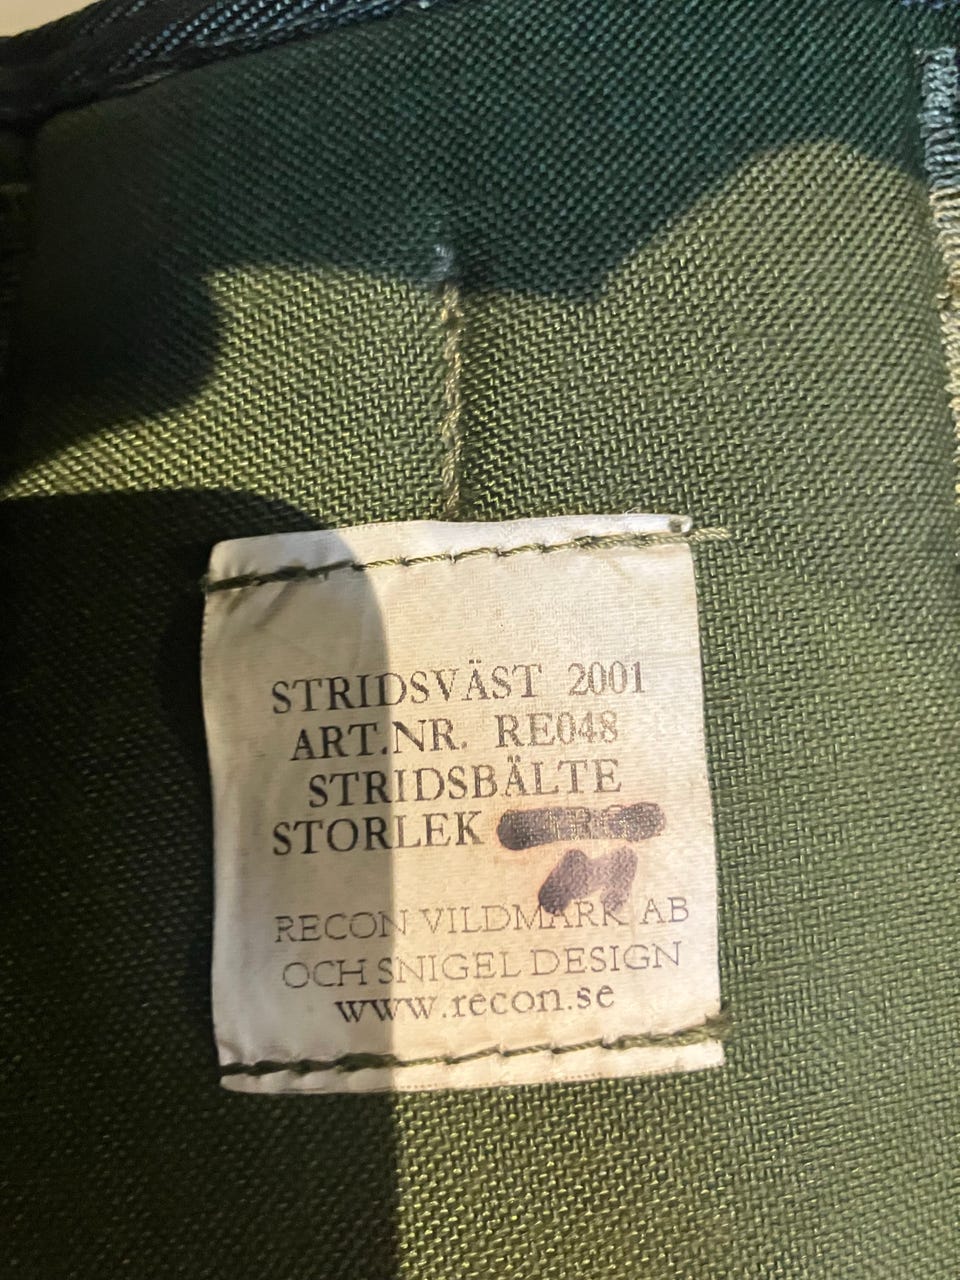 STRIDSVÄST 2001
ART.NR. RE048
STRIDSBÄLTE
STORLEK
M
RECON VILDMARK AB
OCH SNIGEL DESIGN
www.recon.se